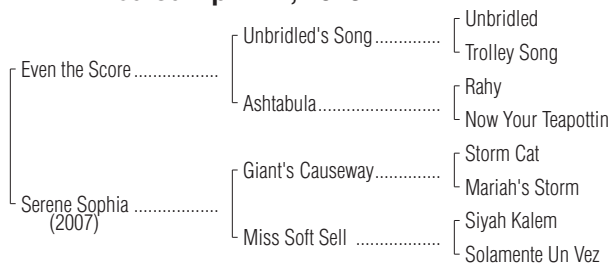 Unbridled
Unbridled's Song
Trolley Song
Even the Score
Rahy
Ashtabula
Now Your Teapottin
Storm Cat
Giant's Causeway
Mariah's Storm
Serene Sophia
(2007)
Siyah Kalem
Miss Soft Sell
Solamente Un Vez